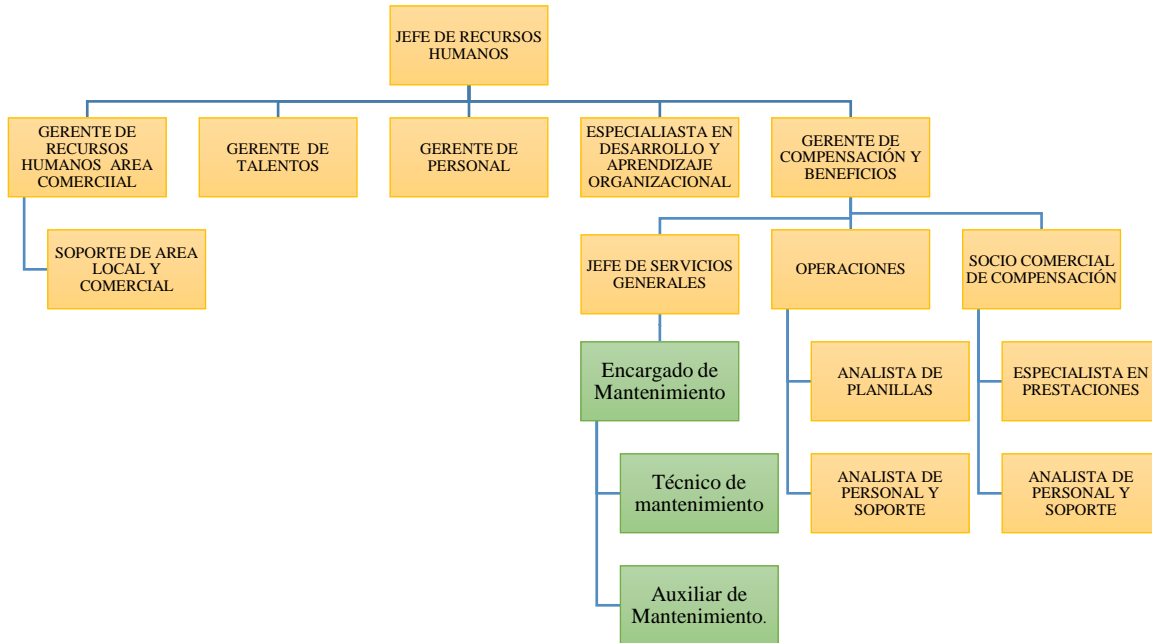 JEFE DE RECURSOS
HUMANOS
GERENTE DE
RECURSOS
HUMANOS AREA
COMERCIIAL
GERENTE DE
TALENTOS
GERENTE DE
PERSONAL
ESPECIALIASTA EN
DESARROLLO Y
APRENDIZAJE
ORGANIZACIONAL
GERENTE DE
COMPENSACIÓN Y
BENEFICIOS
SOPORTE DE AREA
LOCAL Y
COMERCIAL
JEFE DE SERVICIOS
GENERALES
OPERACIONES
SOCIO COMERCIAL
DE COMPENSACIÓN
Encargado de
Mantenimiento
ANALISTA DE
PLANILLAS
ESPECIALISTA EN
PRESTACIONES
Técnico de
mantenimiento
ANALISTA DE
PERSONAL Y
SOPORTE
ANALISTA DE
PERSONAL Y
SOPORTE
Auxiliar de
Mantenimiento.